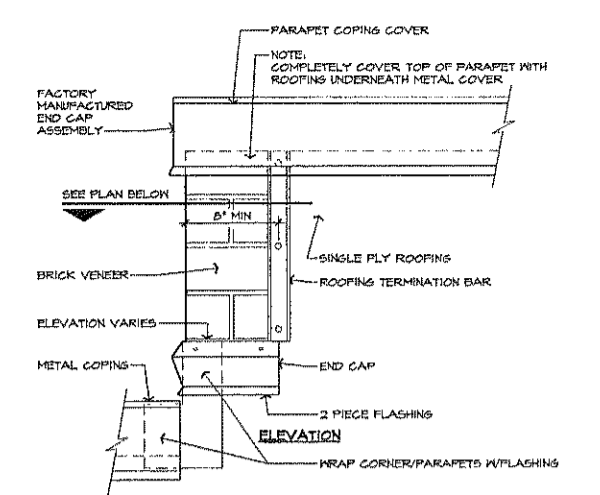 PARAPET COPING COVER
NOTE:
COMPLETELY COVER TOP OF PARAPET WITH
ROOFING UNDERNEATH METAL COVER
FACTORY
MANUFACTURED
END CAP
ASSEMBLY
SEE PLAN BELOW
8" MIN
SINGLE PLY ROOFING
BRICK VENEER
ROOFING TERMINATION BAR
ELEVATION VARIES
METAL COPING
END CAP
2 PIECE FLASHING
ELEVATION
WRAP CORNER/PARAPETS W/FLASHING